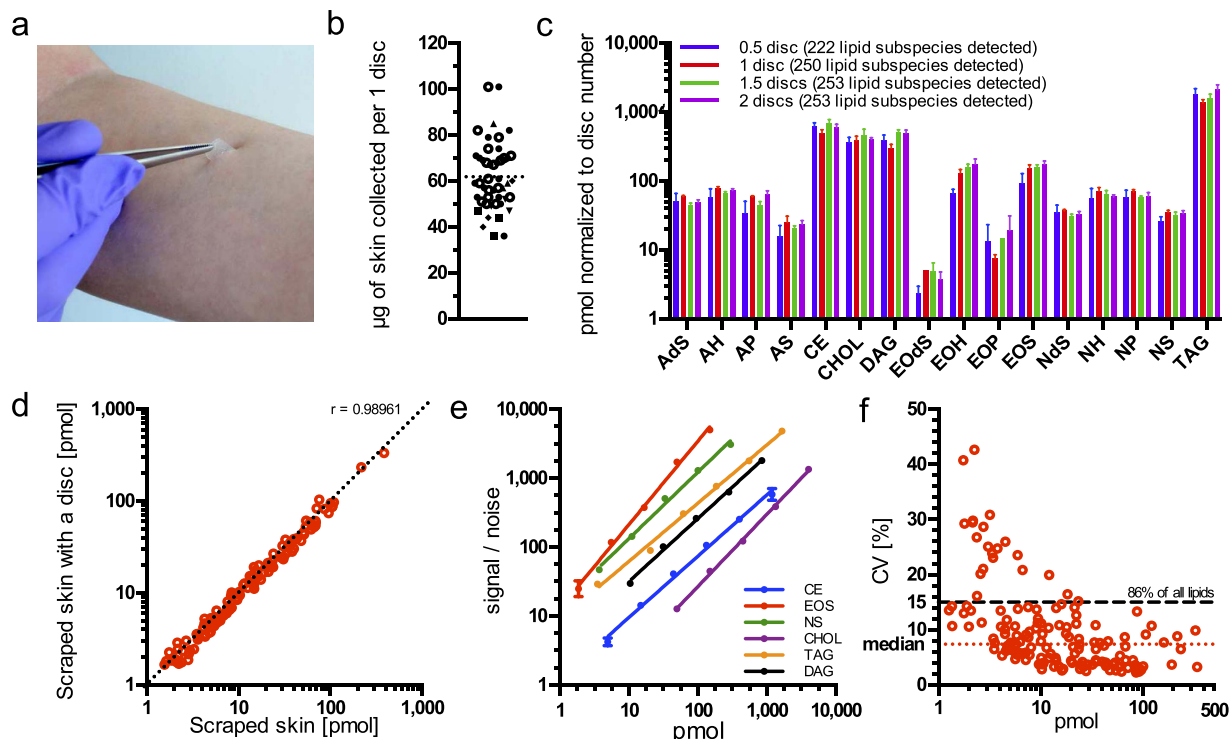 a
b
µg of skin collected per 1 disc
120
100
80
60
40
20
0
c
pmol normalized to disc number
10,000
1,000
100
10
1
0.5 disc (222 lipid subspecies detected)
1 disc (250 lipid subspecies detected)
1.5 discs (253 lipid subspecies detected)
2 discs (253 lipid subspecies detected)
AdS
AH
AP
AS
CE
CHOL
DAG
EOdS
EOH
EOP
EOS
NdS
NH
NP
NS
TAG
d
Scraped skin with a disc [pmol]
1,000
100
10
1
r = 0.98961
1 10 100 1,000
Scraped skin [pmol]
e
signal / noise
10,000
1,000
100
10
1
CE
EOS
NS
CHOL
TAG
DAG
1 10 100 1,000 10,000
pmol
f
CV [%]
50
40
30
20
15
10
median
0
86% of all lipids
1 10 100 500
pmol